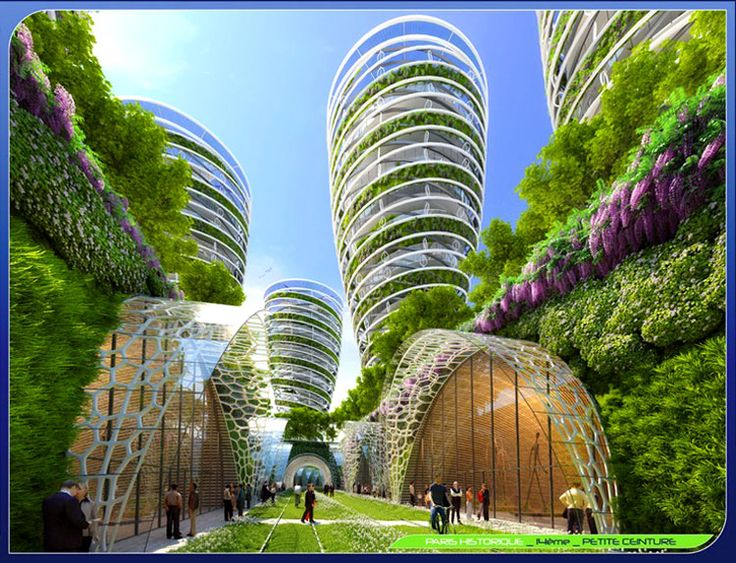 PARIS HISTORIQUE _ 14ème _ PETITE CEINTURE